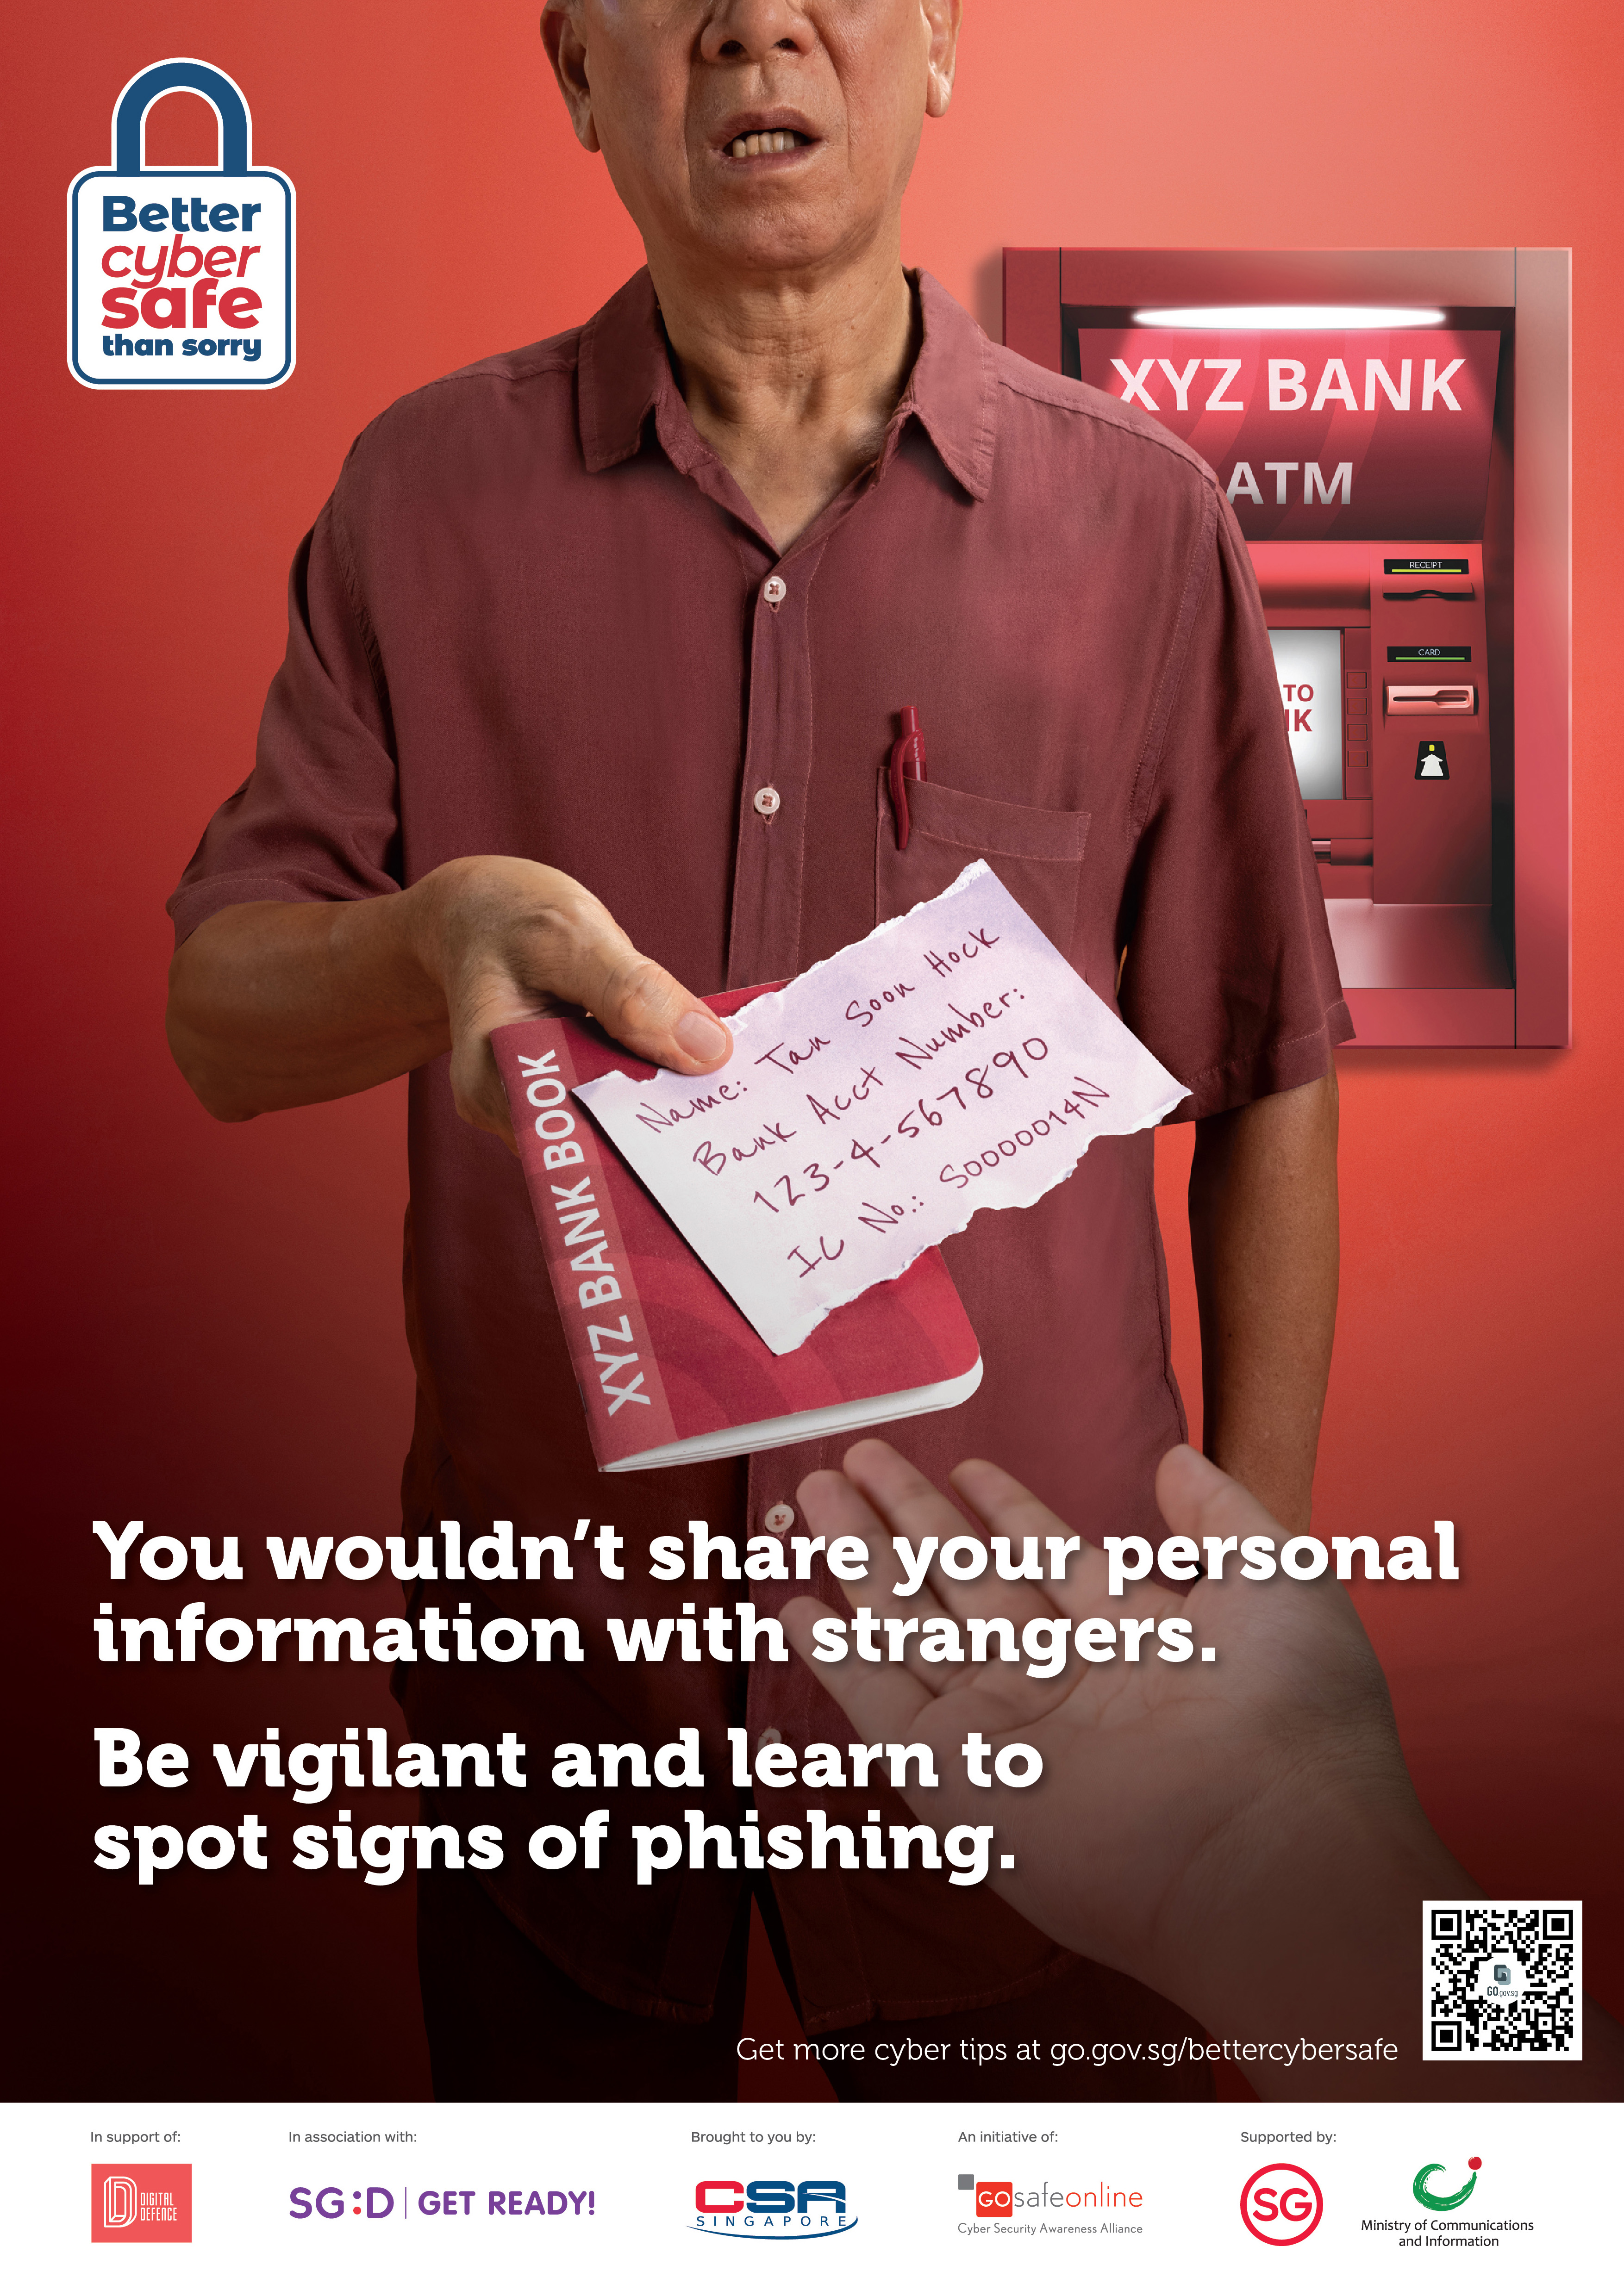 Better
cyber
safe
than sorry
XYZ BANK
ATM
RECEIPT
CARD
TO
IK
Name: Tan Soon Hock
Bank Acct Number:
123-4-567890
IC No.: S0000014N
XYZ BANK BOOK
You wouldn't share your personal
information with strangers.
Be vigilant and learn to
spot signs of phishing.
GO gov.sg
Get more cyber tips at go.gov.sg/bettercybersafe
In support of:
DIGITAL
DEFENCE
In association with:
SG:D | GET READY!
Brought to you by:
CSA
SINGAPORE
An initiative of:
GOsafeonline
Cyber Security Awareness Alliance
Supported by:
SG
Ministry of Communications
and Information